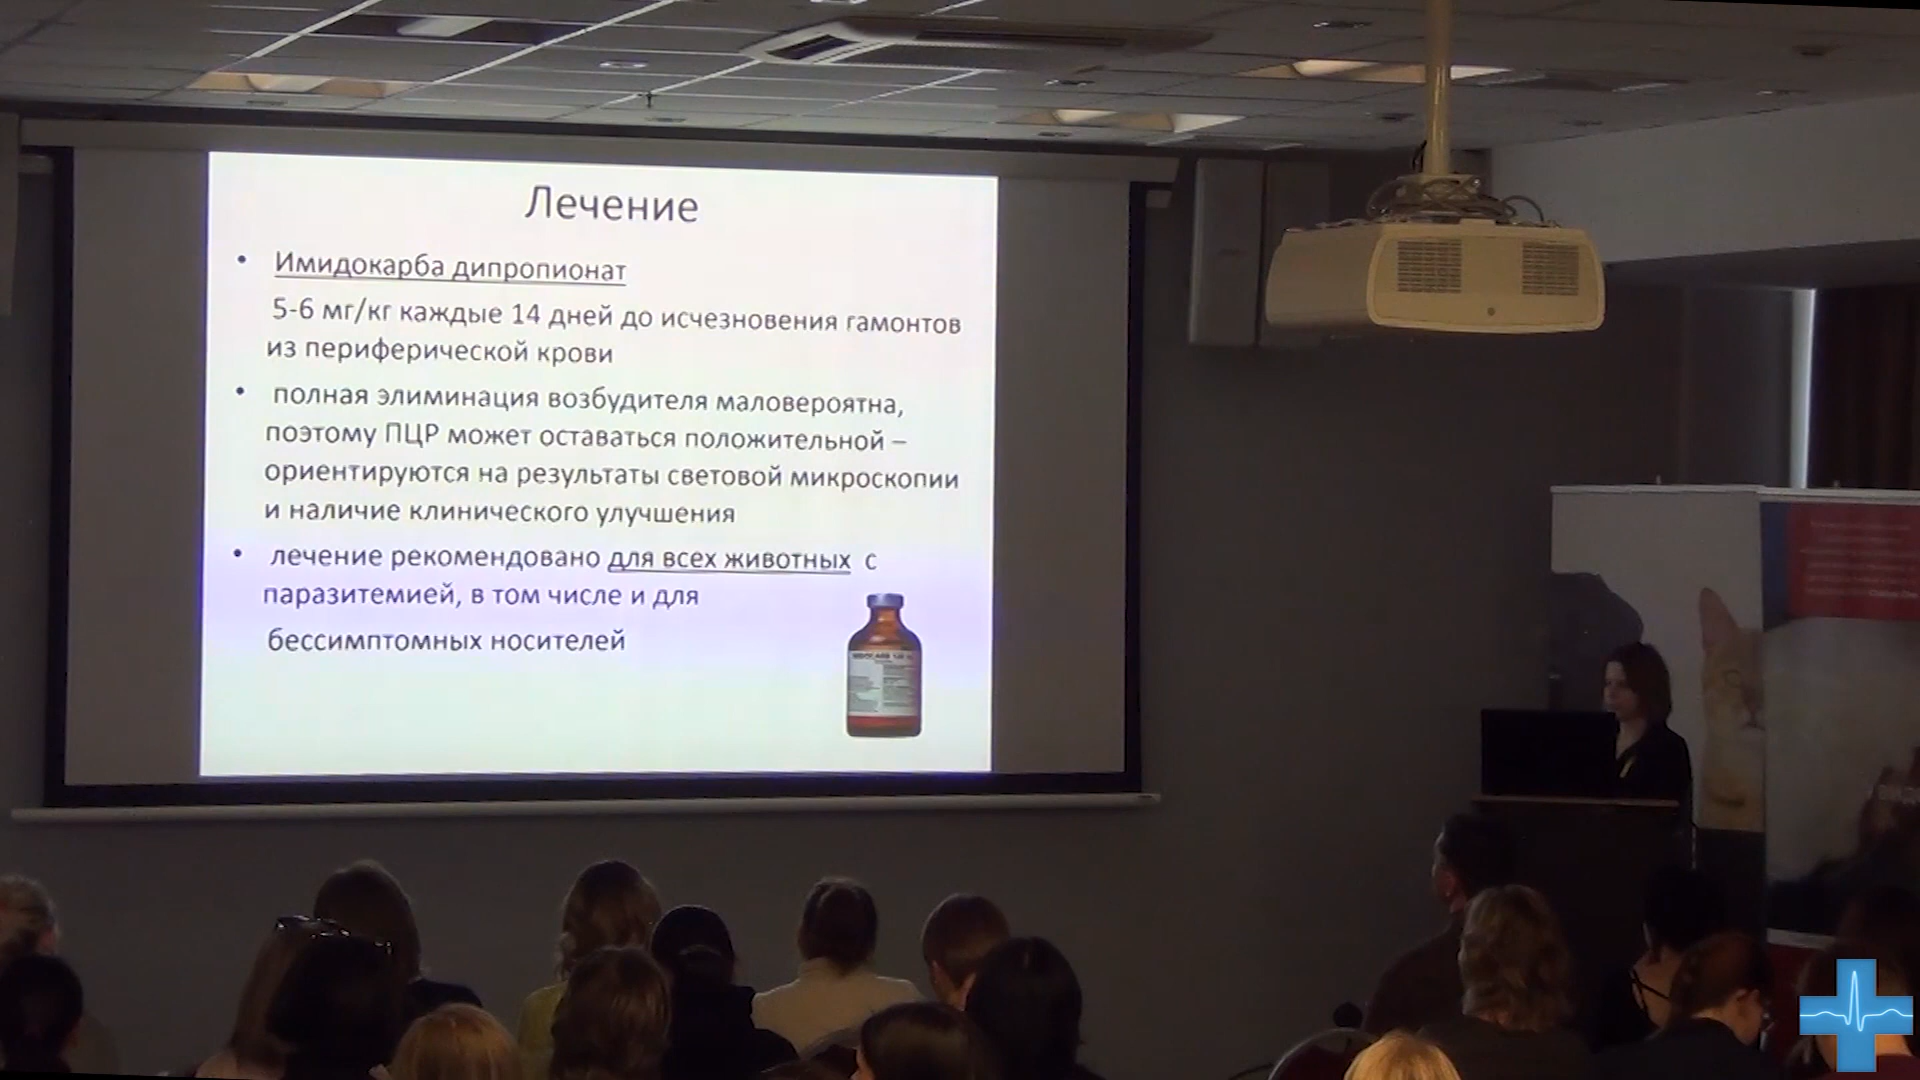 Лечение
• Имидокарба дипропионат
5-6 мг/кг каждые 14 дней до исчезновения гамонтов
из периферической крови
• полная элиминация возбудителя маловероятна,
поэтому ПЦР может оставаться положительной –
ориентируются на результаты световой микроскопии
и наличие клинического улучшения
• лечение рекомендовано для всех животных с
паразитемией, в том числе и для
бессимптомных носителей